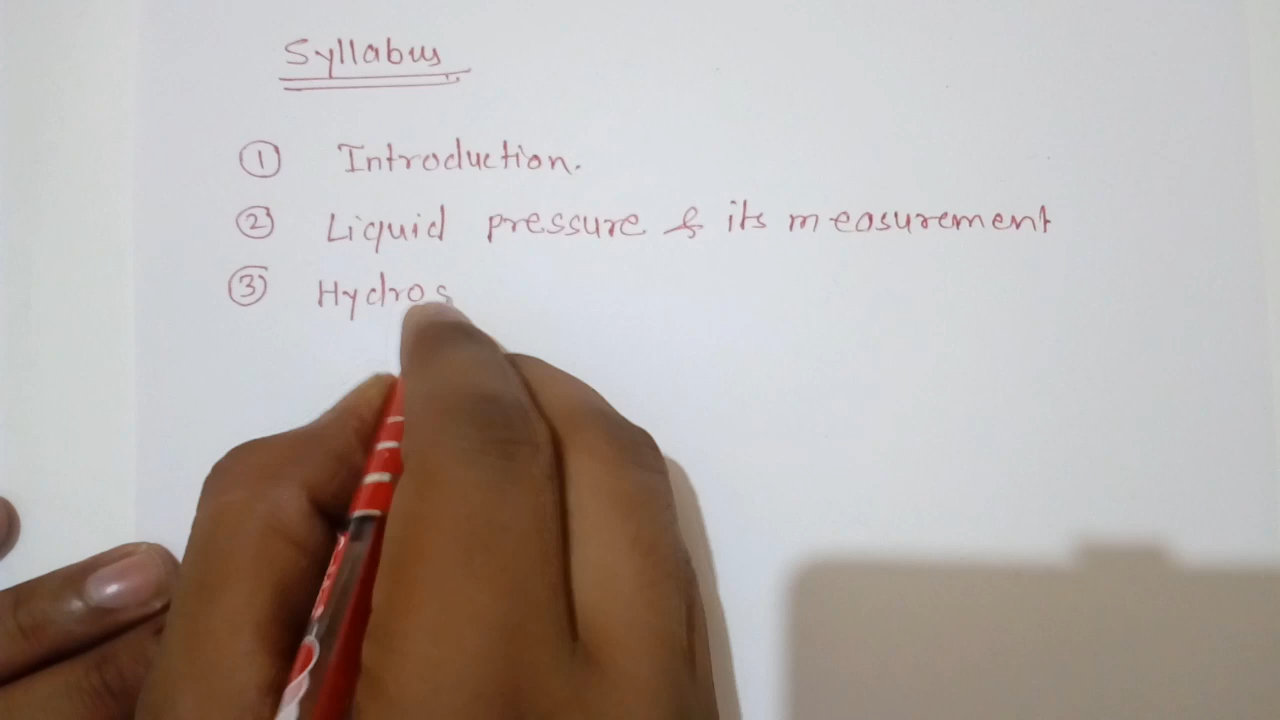 Syllabus
① Introduction.
② Liquid pressure & its measurement
③ Hydros